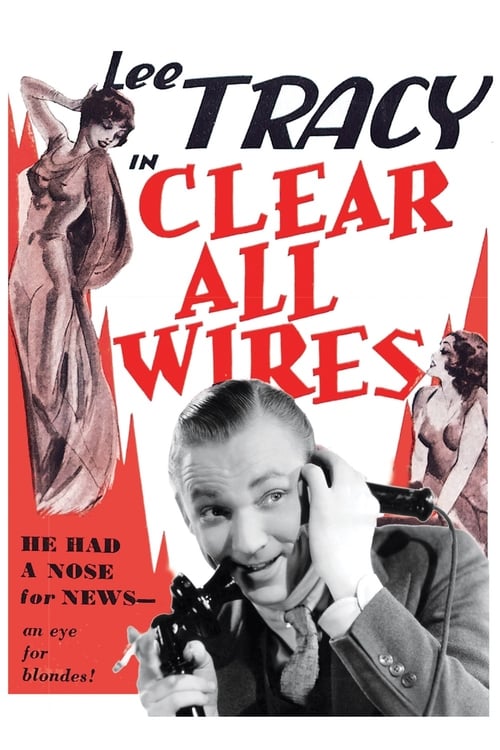 Lee
TRACY
IN
CLEAR
ALL
WIRES
HE HAD
A NOSE
for NEWS—
an eye
for
blondes!